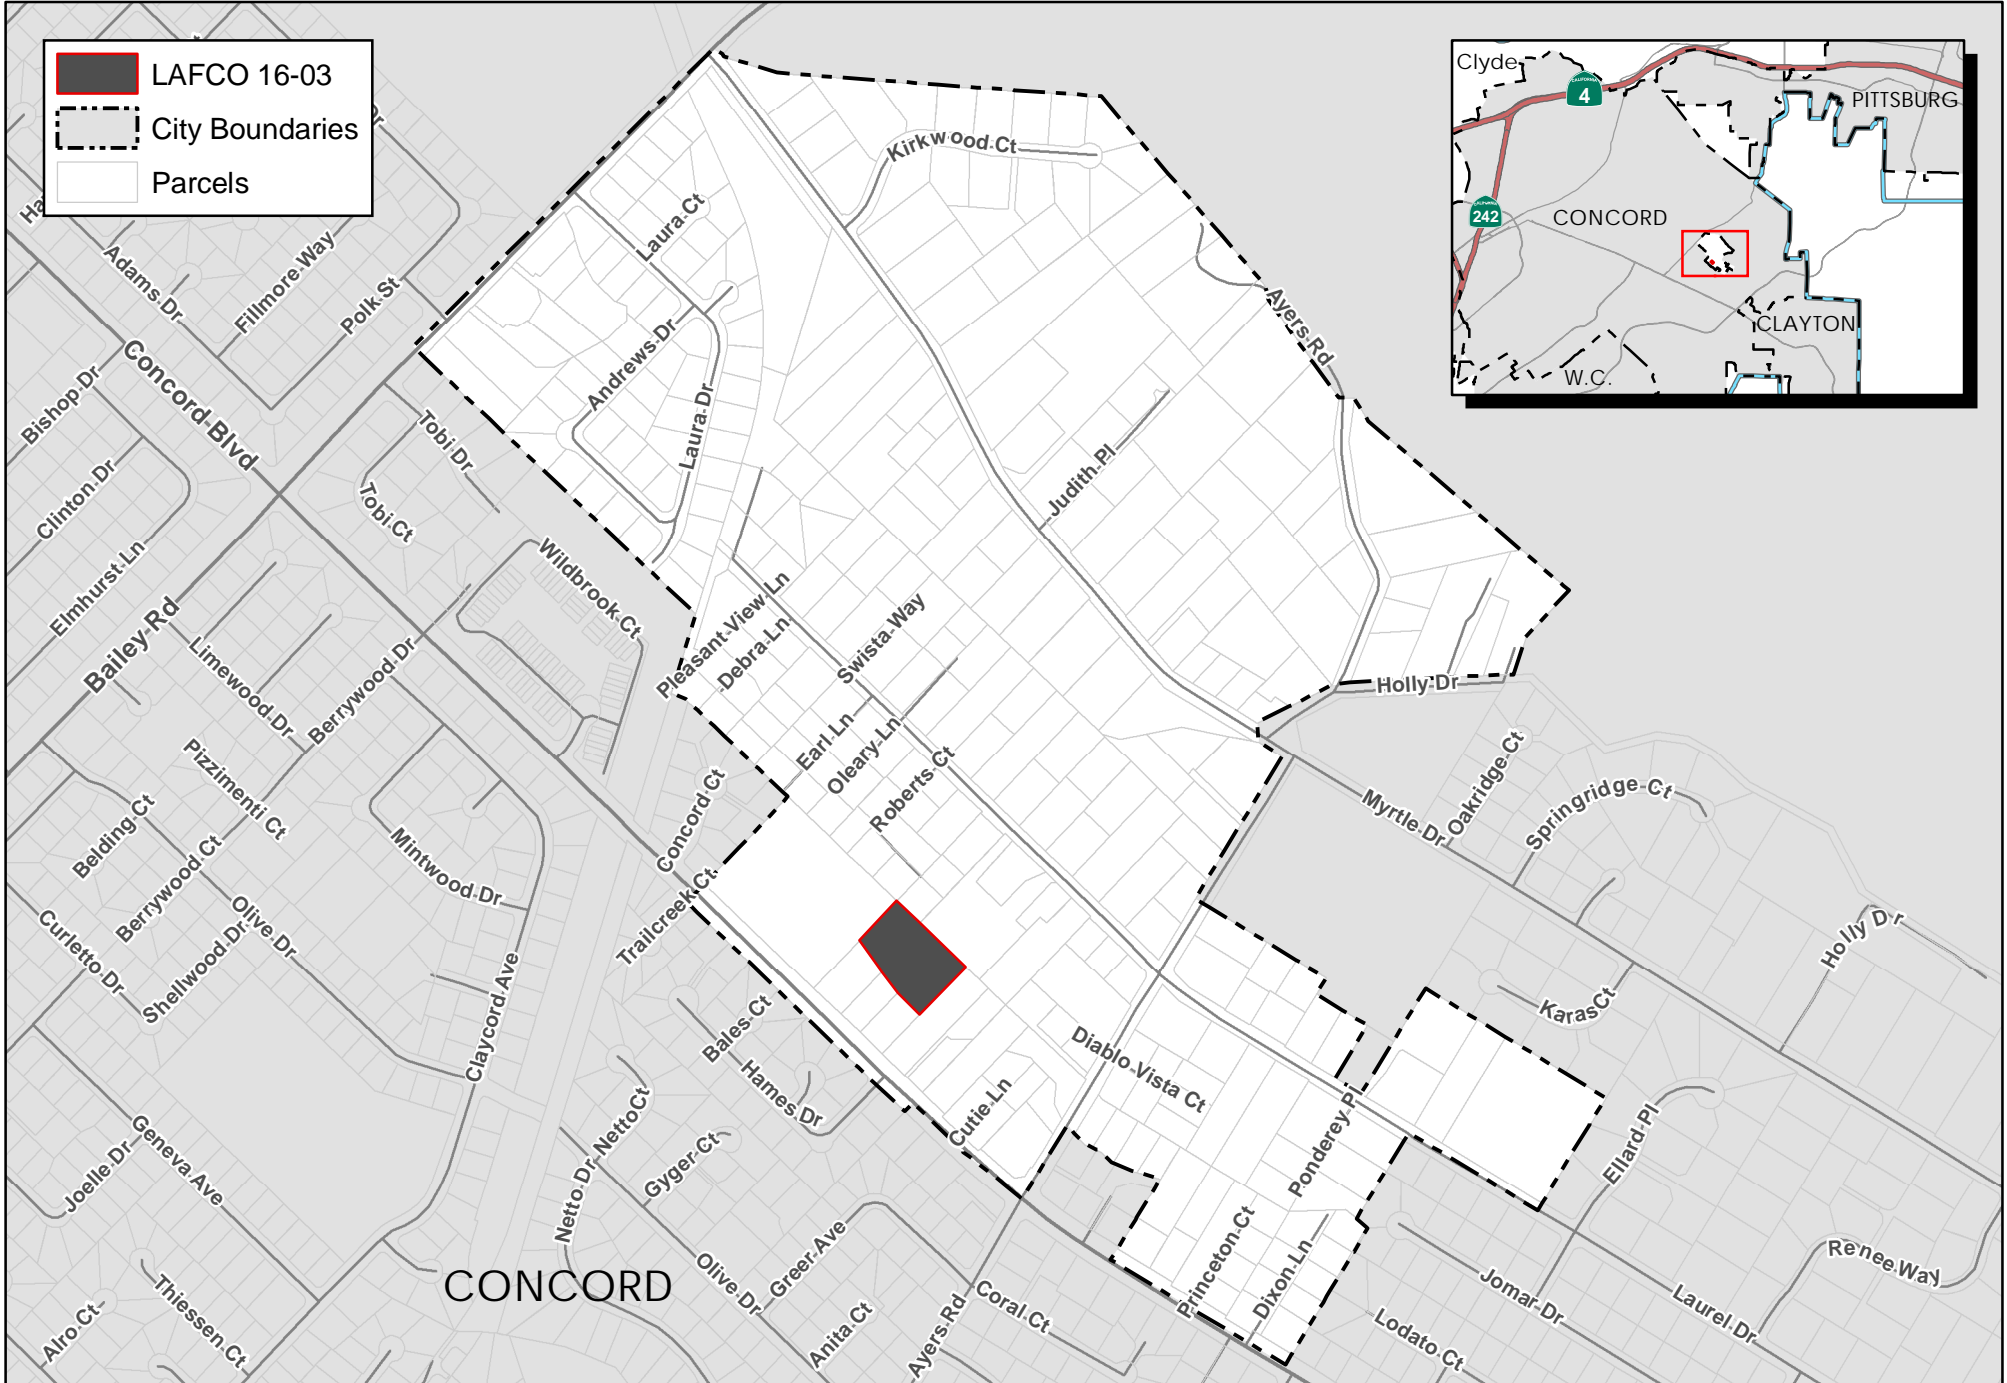 LAFCO 16-03
City Boundaries
Parcels
Clyde
CALIFORNIA
4
PITTSBURG
CALIFORNIA
242
CONCORD
CLAYTON
W.C.
Kirkwood Ct
Laura Ct
Adams Dr
Fillmore Way
Polk St
Andrews Dr
Laura Dr
Ayers Rd
Bishop Dr
Concord Blvd
Tobi Dr
Tobi Ct
Judith Pl
Clinton Dr
Elmhurst Ln
Wildbrook Ct
Bailey Rd
Limewood Dr
Berrywood Dr
Pleasant View Ln
Debra Ln
Swista Way
Holly Dr
Earl Ln
Oleary Ln
Roberts Ct
Pizzimenti Ct
Belding Ct
Berrywood Ct
Mintwood Dr
Concord Ct
Trailcreek Ct
Myrtle Dr
Oakridge Ct
Springridge Ct
Curletto Dr
Shellwood Dr
Olive Dr
Claycord Ave
Holly Dr
Karas Ct
Bales Ct
Hames Dr
Diablo Vista Ct
Cutie Ln
Ponderey Pl
Ellard Pl
Geneva Ave
Joelle Dr
Netto Ct
Netto Dr
Gyger Ct
Greer Ave
Olive Dr
Princeton Ct
Dixon Ln
Renee Way
Jomar Dr
Laurel Dr
Lodato Ct
CONCORD
Thiessen Ct
Alro Ct
Anita Ct
Ayers Rd
Coral Ct